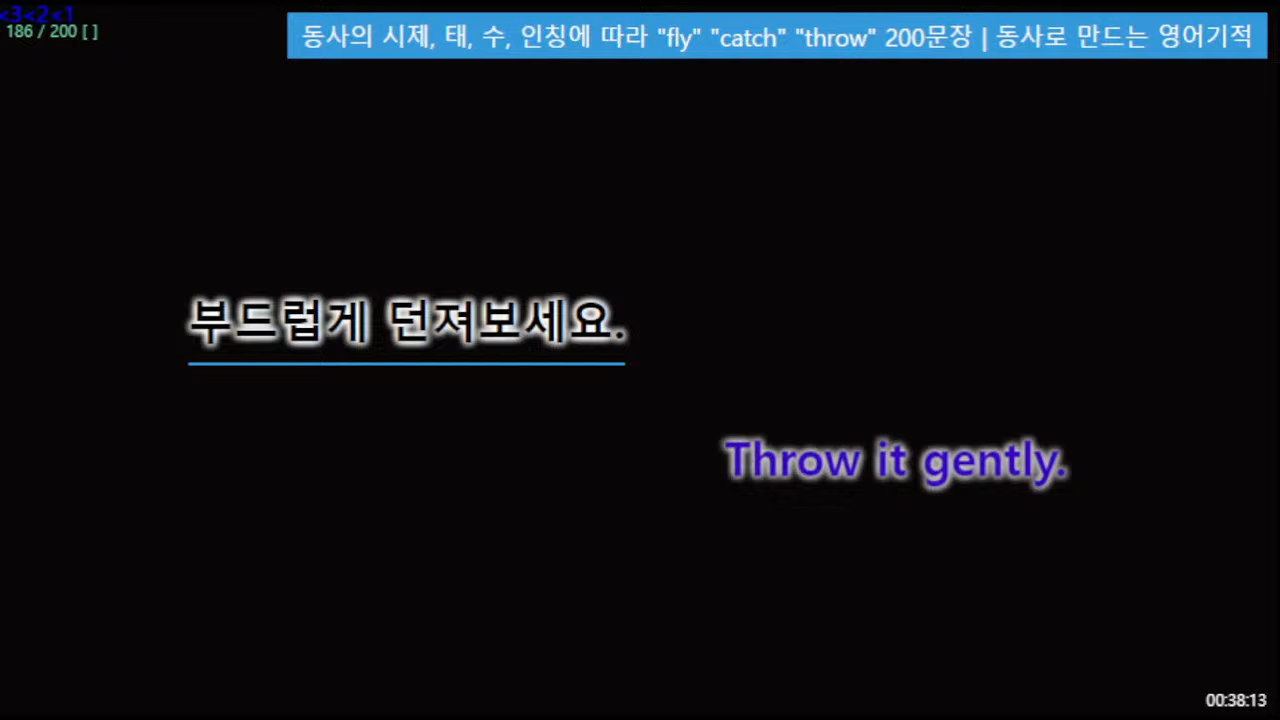 <3<2<1
186 / 200 [ ]
동사의 시제, 태, 수, 인칭에 따라 "fly" "catch" "throw" 200문장 | 동사로 만드는 영어기적
부드럽게 던져보세요.
Throw it gently.
00:38:13